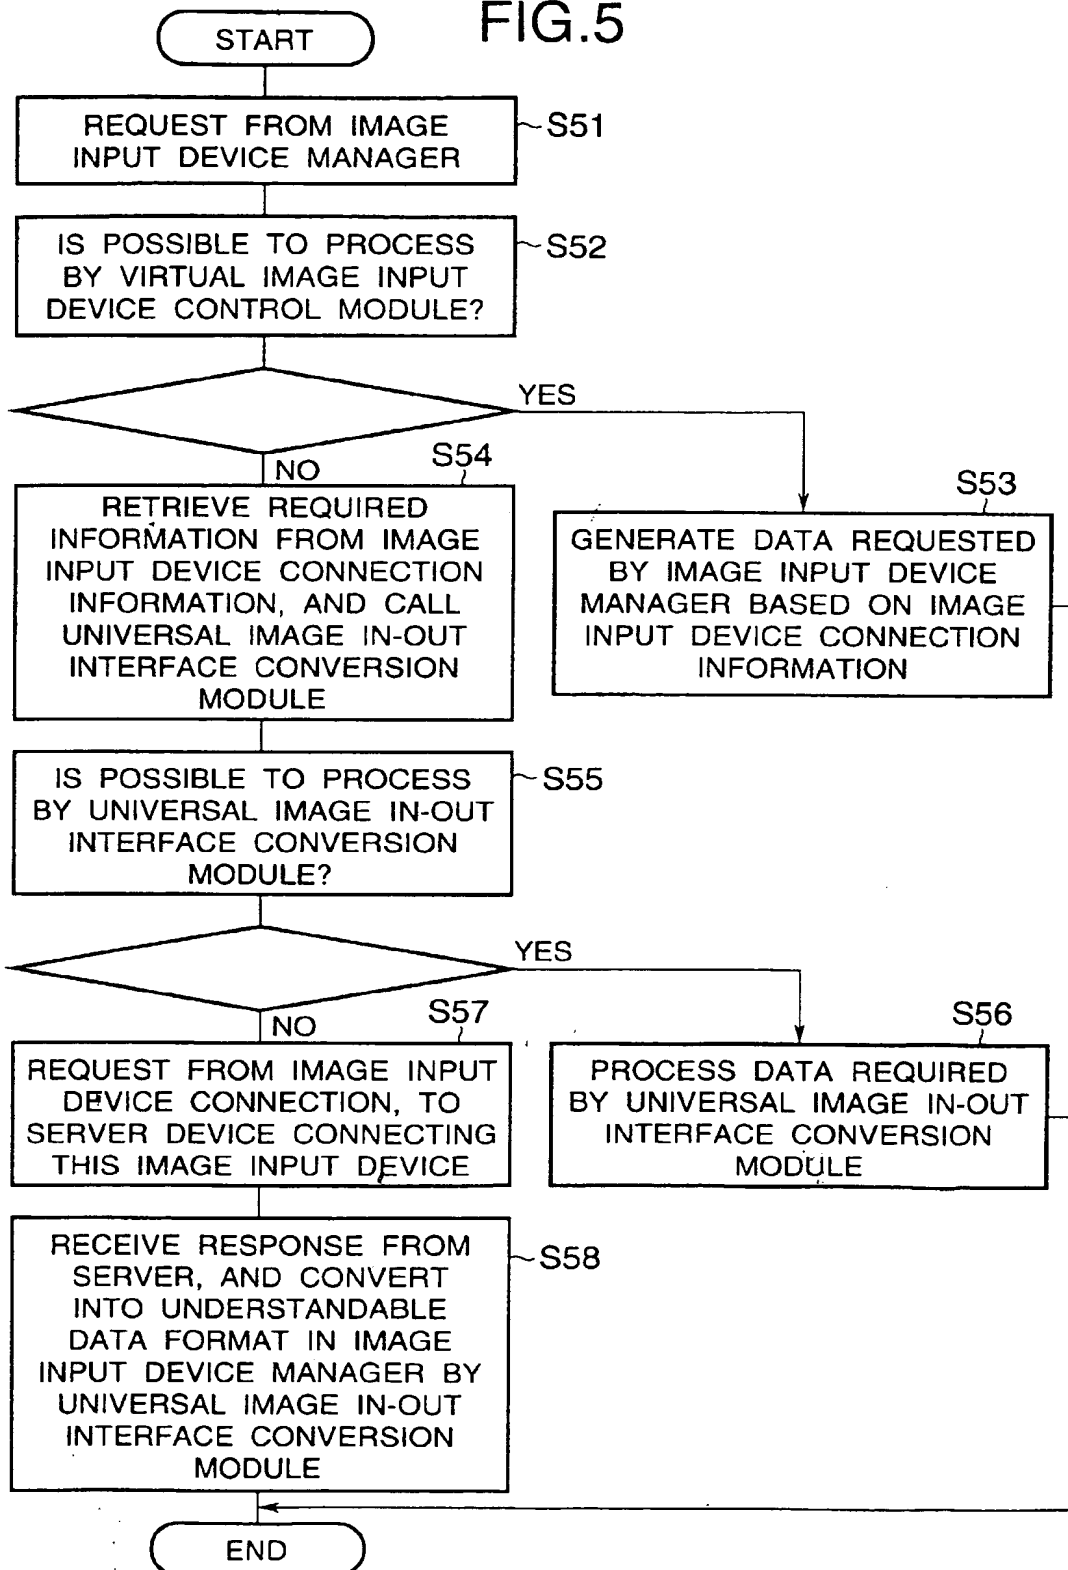 FIG.5
START
REQUEST FROM IMAGE
INPUT DEVICE MANAGER
S51
IS POSSIBLE TO PROCESS
BY VIRTUAL IMAGE INPUT
DEVICE CONTROL MODULE?
S52
YES
NO
S54
RETRIEVE REQUIRED
INFORMATION FROM IMAGE
INPUT DEVICE CONNECTION
INFORMATION, AND CALL
UNIVERSAL IMAGE IN-OUT
INTERFACE CONVERSION
MODULE
S53
GENERATE DATA REQUESTED
BY IMAGE INPUT DEVICE
MANAGER BASED ON IMAGE
INPUT DEVICE CONNECTION
INFORMATION
IS POSSIBLE TO PROCESS
BY UNIVERSAL IMAGE IN-OUT
INTERFACE CONVERSION
MODULE?
S55
YES
NO
S57
REQUEST FROM IMAGE INPUT
DEVICE CONNECTION, TO
SERVER DEVICE CONNECTING
THIS IMAGE INPUT DEVICE
S56
PROCESS DATA REQUIRED
BY UNIVERSAL IMAGE IN-OUT
INTERFACE CONVERSION
MODULE
RECEIVE RESPONSE FROM
SERVER, AND CONVERT
INTO UNDERSTANDABLE
DATA FORMAT IN IMAGE
INPUT DEVICE MANAGER BY
UNIVERSAL IMAGE IN-OUT
INTERFACE CONVERSION
MODULE
S58
END